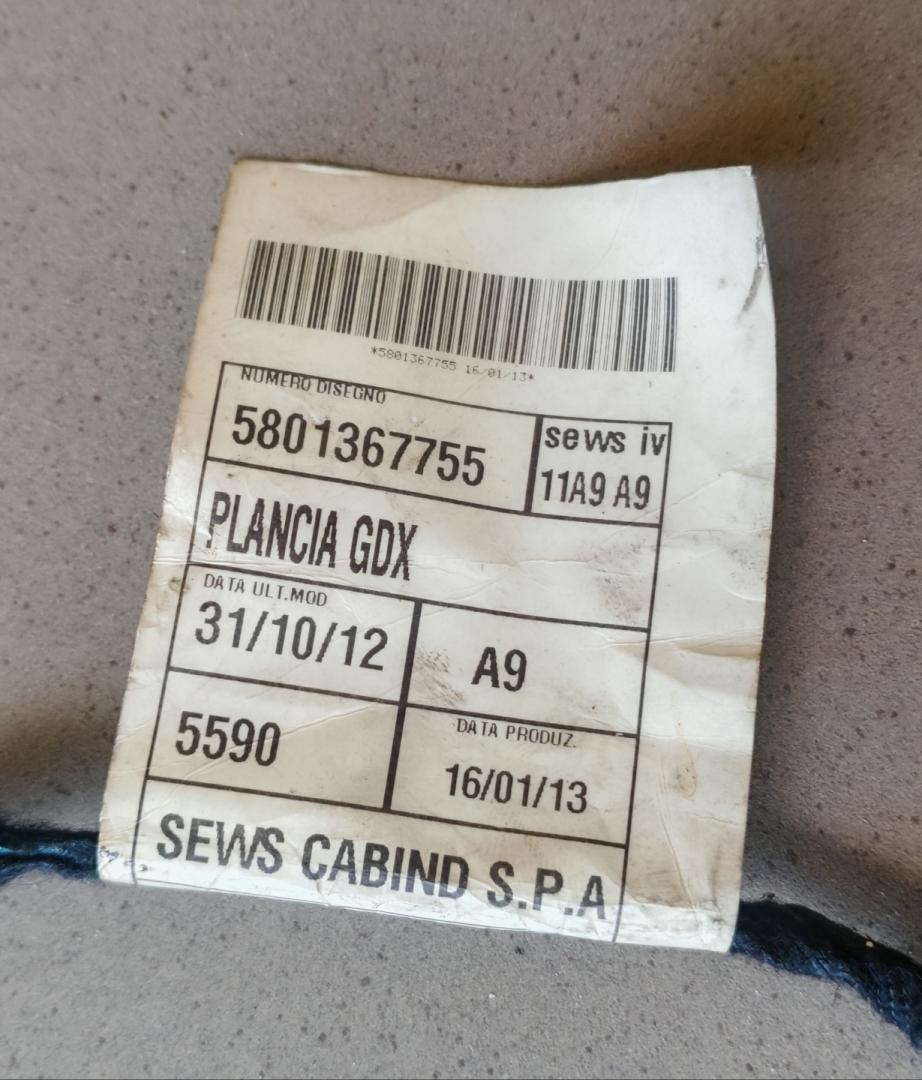 *5801367755 16/01/13*
NUMERO DISEGNO
5801367755
sews iv
11A9 A9
PLANCIA GDX
DATA ULT.MOD
31/10/12
A9
5590
DATA PRODUZ.
16/01/13
SEWS CABIND S.P.A